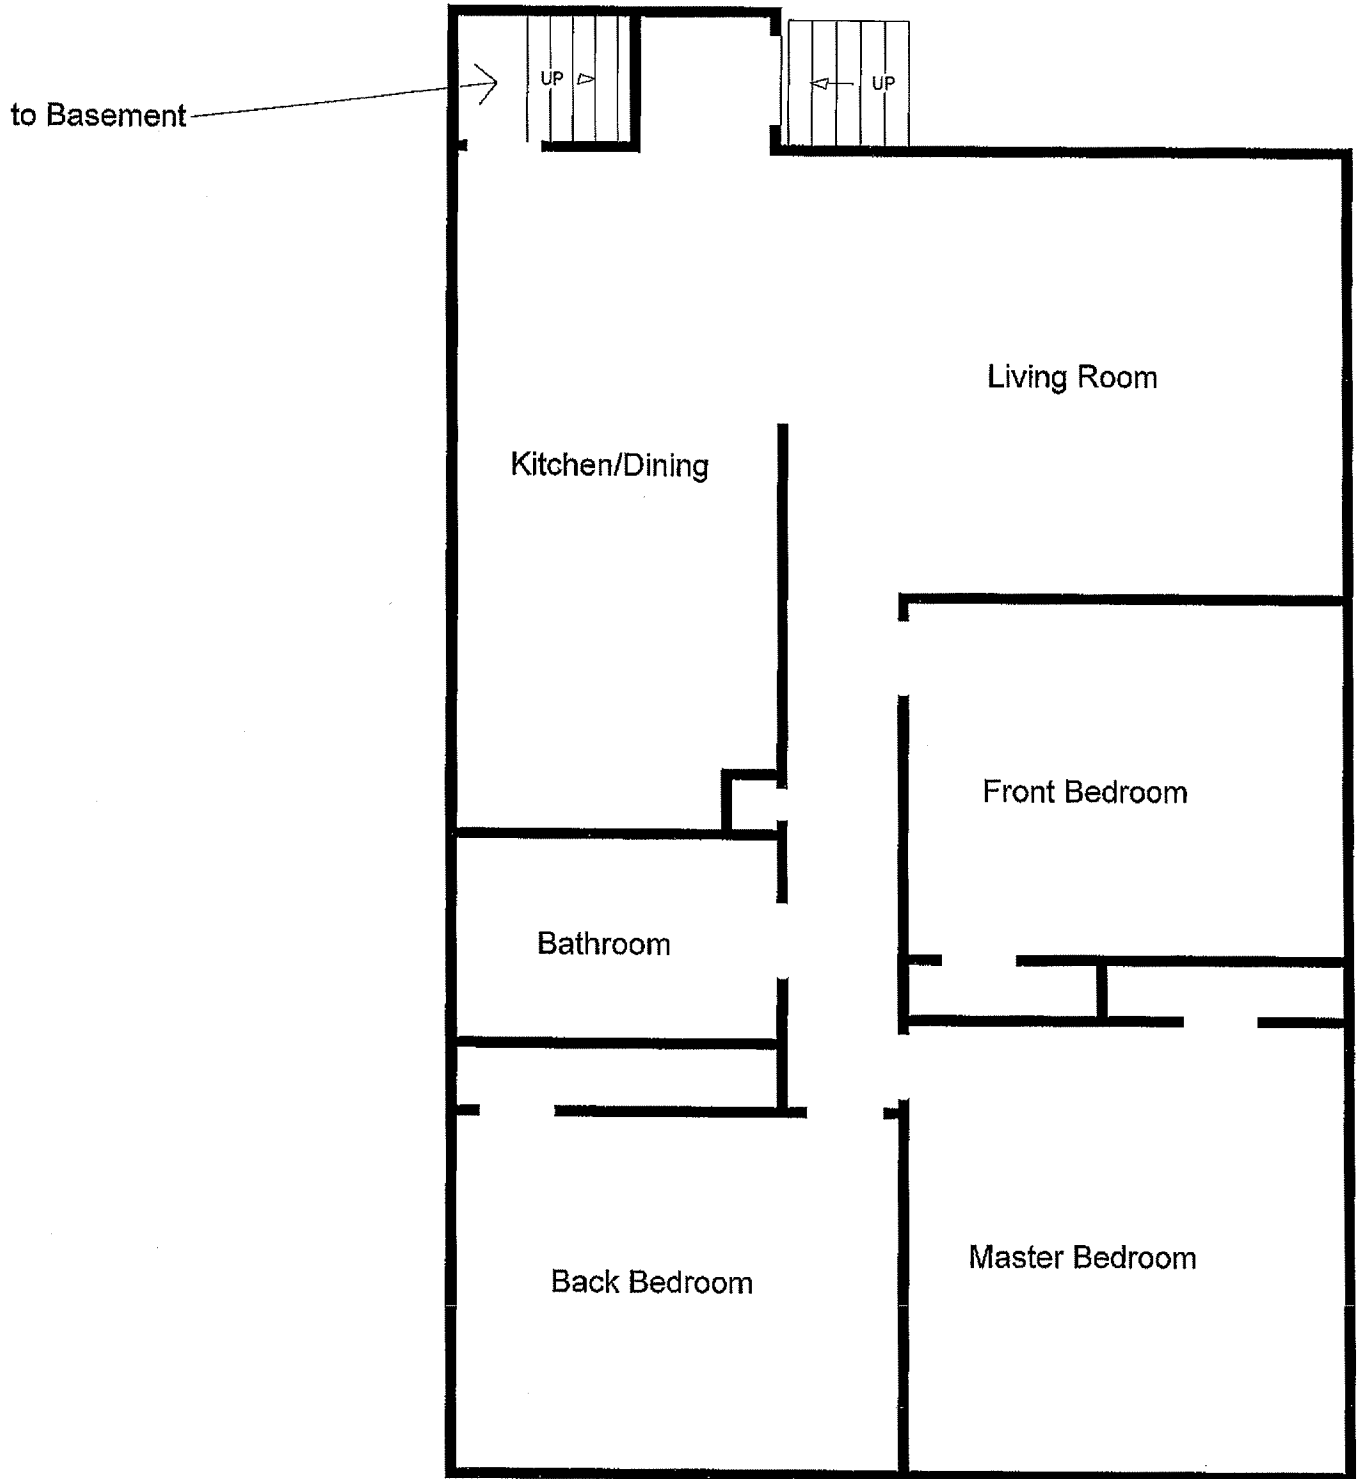 UP
UP
to Basement
Living Room
Kitchen/Dining
Front Bedroom
Bathroom
Master Bedroom
Back Bedroom